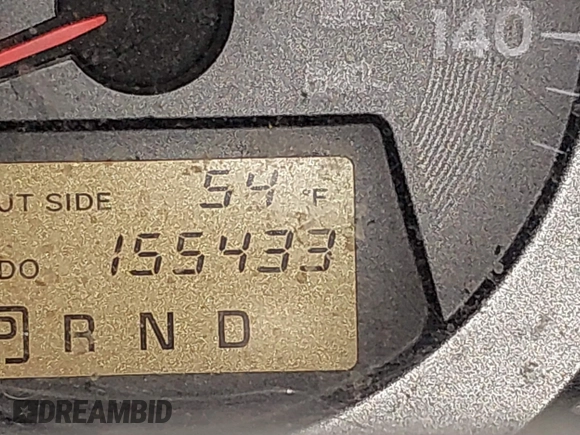 140
UT SIDE 54 °F
DO 155433
P R N D
DREAMBID